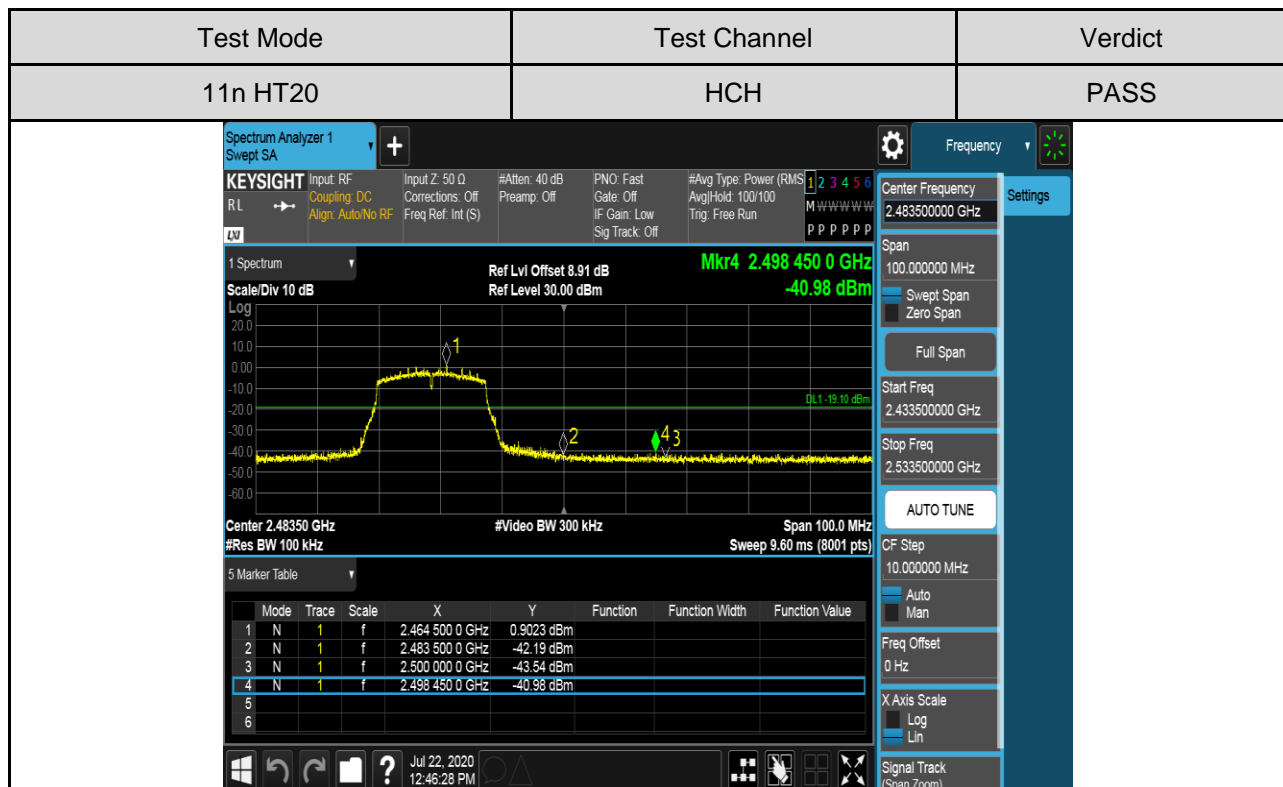 Test Mode Test Channel Verdict
11n HT20 HCH PASS
Spectrum Analyzer 1
Swept SA
+
Frequency
KEYSIGHT Input: RF Input Z: 50 Ω #Atten: 40 dB PNO: Fast #Avg Type: Power (RMS 1 2 3 4 5 6
RL Coupling: DC Corrections: Off Preamp: Off Gate: Off Avg|Hold: 100/100 M W W W W W
Align: Auto/No RF Freq Ref: Int (S) IF Gain: Low Trig: Free Run
LXI Sig Track: Off P P P P P P
1 Spectrum Ref Lvl Offset 8.91 dB Mkr4 2.498 450 0 GHz
Scale/Div 10 dB Ref Level 30.00 dBm -40.98 dBm
Log
20.0
10.0
0.00
-10.0
-20.0
-30.0
-40.0
-50.0
-60.0
1
DL1 -19.10 dBm
2 4 3
Center 2.48350 GHz #Video BW 300 kHz Span 100.0 MHz
#Res BW 100 kHz Sweep 9.60 ms (8001 pts)
5 Marker Table
Mode Trace Scale X Y Function Function Width Function Value
1 N 1 f 2.464 500 0 GHz 0.9023 dBm
2 N 1 f 2.483 500 0 GHz -42.19 dBm
3 N 1 f 2.500 000 0 GHz -43.54 dBm
4 N 1 f 2.498 450 0 GHz -40.98 dBm
5
6
?
Jul 22, 2020
12:46:28 PM
Center Frequency
2.483500000 GHz
Settings
Span
100.000000 MHz
Swept Span
Zero Span
Full Span
Start Freq
2.433500000 GHz
Stop Freq
2.533500000 GHz
AUTO TUNE
CF Step
10.000000 MHz
Auto
Man
Freq Offset
0 Hz
X Axis Scale
Log
Lin
Signal Track
(Span Zoom)